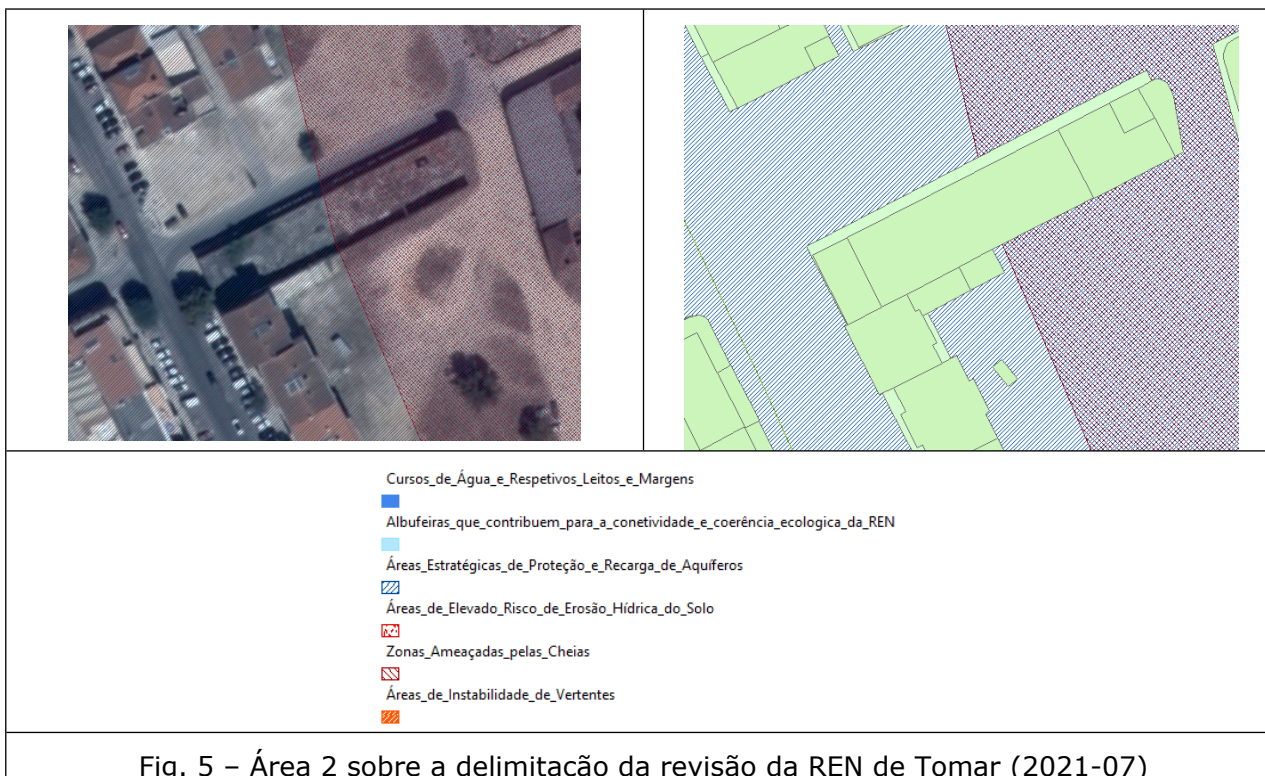 Cursos_de_Água_e_Respetivos_Leitos_e_Margens
Albufeiras_que_contribuem_para_a_conetividade_e_coerência_ecologica_da_REN
Áreas_Estratégicas_de_Proteção_e_Recarga_de_Aquíferos
Áreas_de_Elevado_Risco_de_Erosão_Hídrica_do_Solo
Zonas_Ameaçadas_pelas_Cheias
Áreas_de_Instabilidade_de_Vertentes
Fig. 5 – Área 2 sobre a delimitação da revisão da REN de Tomar (2021-07)